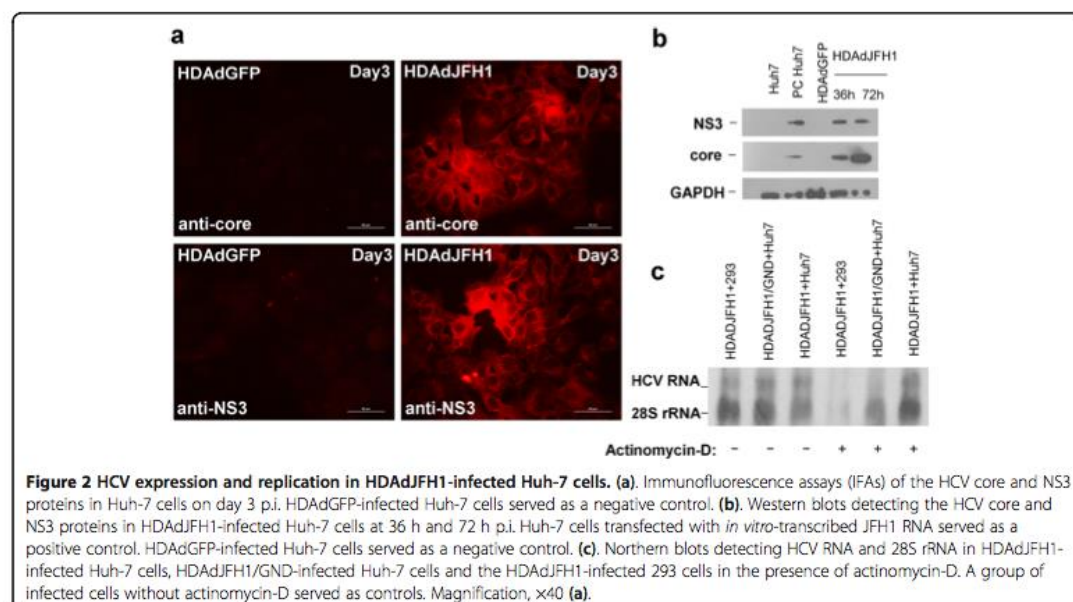 a
HDAdGFP Day3
anti-core
HDAdJFH1 Day3
anti-core
HDAdGFP Day3
anti-NS3
HDAdJFH1 Day3
anti-NS3
b
Huh7
PC Huh7
HDAdGFP
HDAdJFH1
36h 72h
NS3 –
core –
GAPDH –
c
HDADJFH1+293
HDADJFH1/GND+Huh7
HDADJFH1+Huh7
HDADJFH1+293
HDADJFH1/GND+Huh7
HDADJFH1+Huh7
HCV RNA_
28S rRNA–
Actinomycin-D: – – – + + +
Figure 2 HCV expression and replication in HDAdJFH1-infected Huh-7 cells. (a). Immunofluorescence assays (IFAs) of the HCV core and NS3
proteins in Huh-7 cells on day 3 p.i. HDAdGFP-infected Huh-7 cells served as a negative control. (b). Western blots detecting the HCV core and
NS3 proteins in HDAdJFH1-infected Huh-7 cells at 36 h and 72 h p.i. Huh-7 cells transfected with in vitro-transcribed JFH1 RNA served as a
positive control. HDAdGFP-infected Huh-7 cells served as a negative control. (c). Northern blots detecting HCV RNA and 28S rRNA in HDAdJFH1-
infected Huh-7 cells, HDAdJFH1/GND-infected Huh-7 cells and the HDAdJFH1-infected 293 cells in the presence of actinomycin-D. A group of
infected cells without actinomycin-D served as controls. Magnification, ×40 (a).